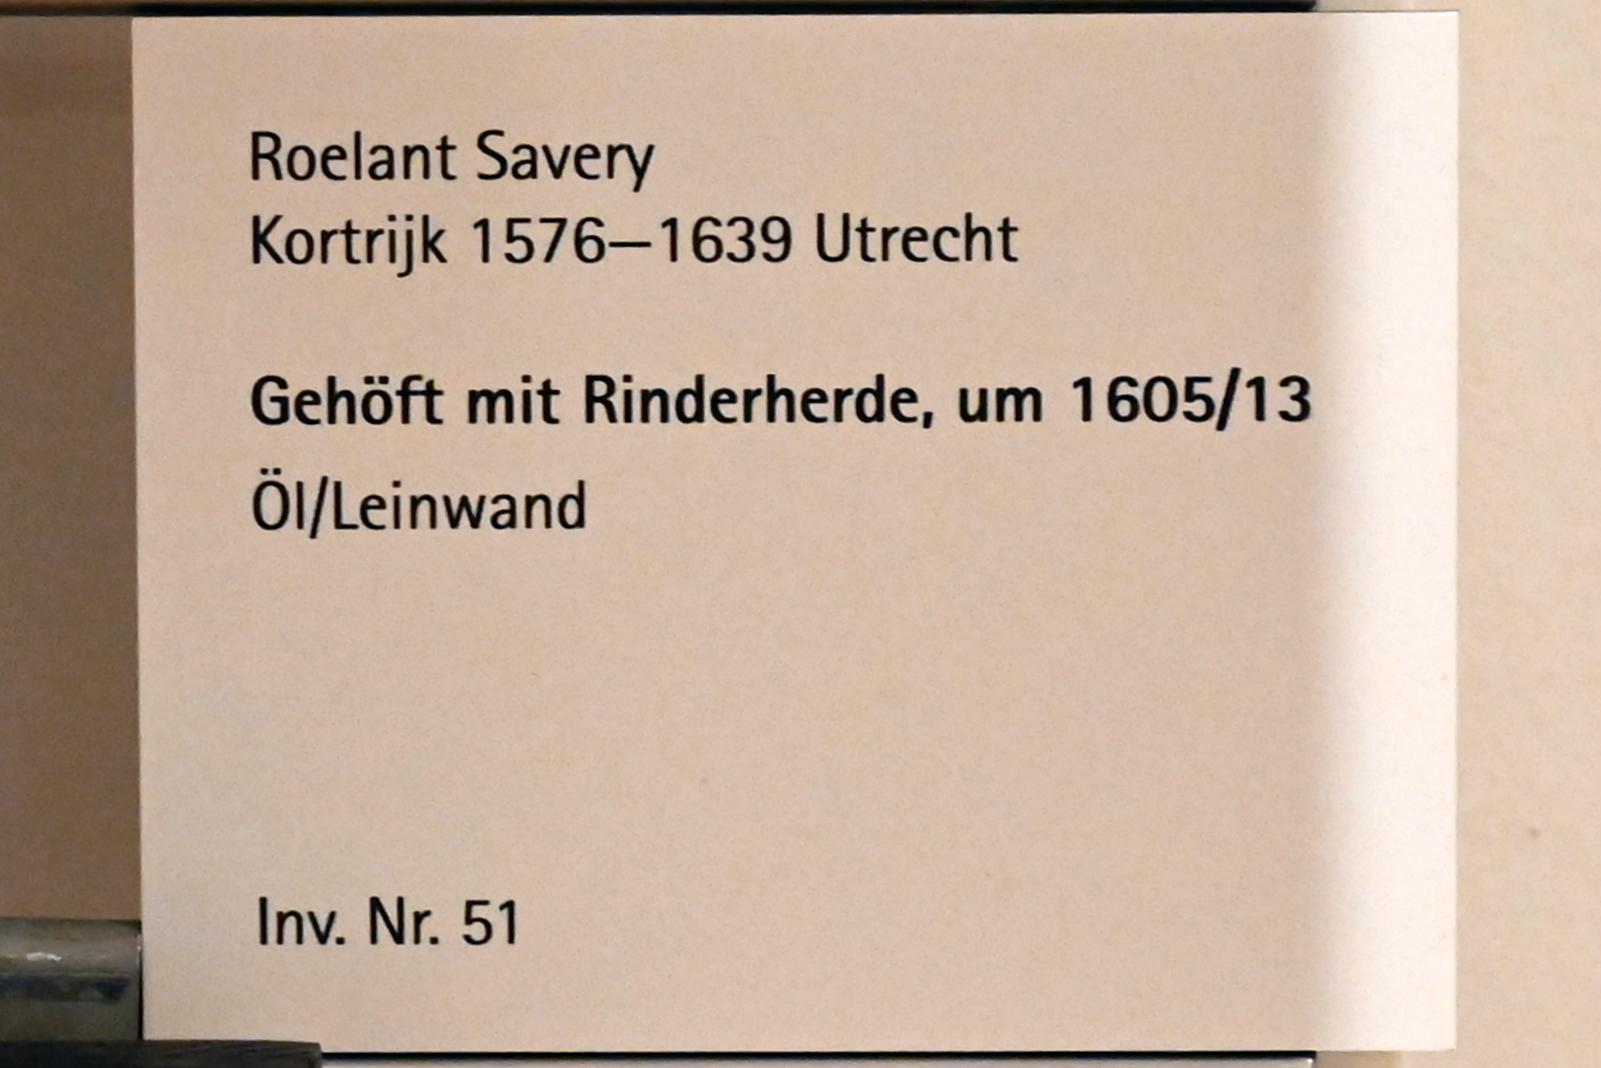 Roelant Savery
Kortrijk 1576–1639 Utrecht
Gehöft mit Rinderherde, um 1605/13
Öl/Leinwand
Inv. Nr. 51